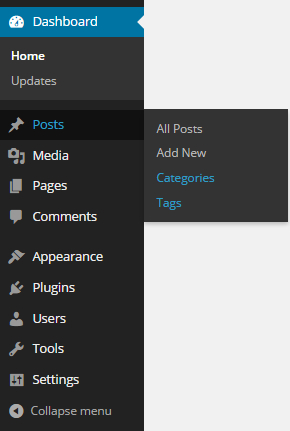 Dashboard
Home
Updates
Posts
All Posts
Add New
Categories
Tags
Media
Pages
Comments
Appearance
Plugins
Users
Tools
Settings
Collapse menu